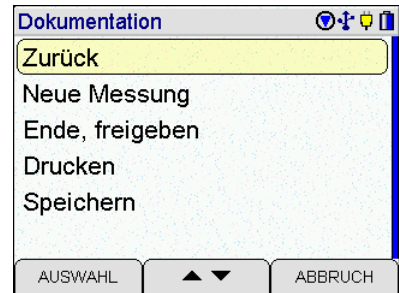 Dokumentation
Zurück
Neue Messung
Ende, freigeben
Drucken
Speichern
AUSWAHL ▲ ▼ ABBRUCH